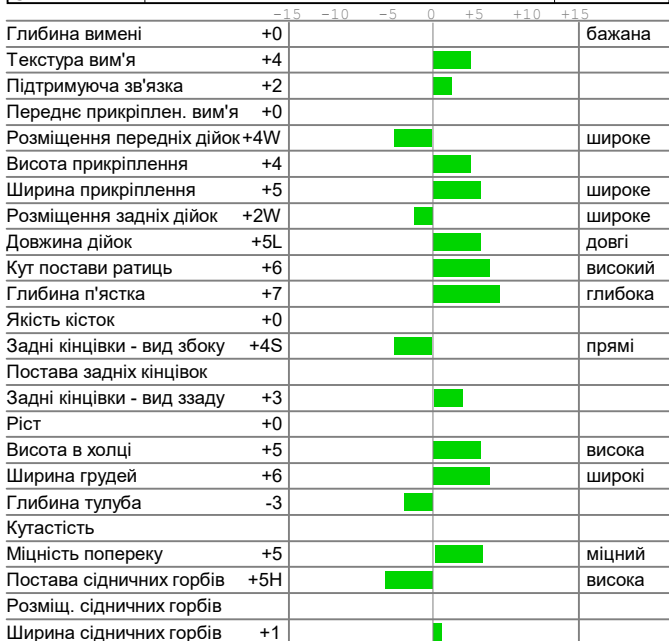 -15 -10 -5 0 +5 +10 +15
Глибина вимені +0 бажана
Текстура вим'я +4
Підтримуюча зв'язка +2
Переднє прикріплен. вим'я +0
Розміщення передніх дійок +4W широке
Висота прикріплення +4
Ширина прикріплення +5 широке
Розміщення задніх дійок +2W широке
Довжина дійок +5L довгі
Кут постави ратиць +6 високий
Глибина п'ястка +7 глибока
Якість кісток +0
Задні кінцівки - вид збоку +4S прямі
Постава задніх кінцівок
Задні кінцівки - вид ззаду +3
Ріст +0
Висота в холці +5 висока
Ширина грудей +6 широкі
Глибина тулуба -3
Кутастість
Міцність попереку +5 міцний
Постава сідничних горбів +5H висока
Розміщ. сідничних горбів
Ширина сідничних горбів +1